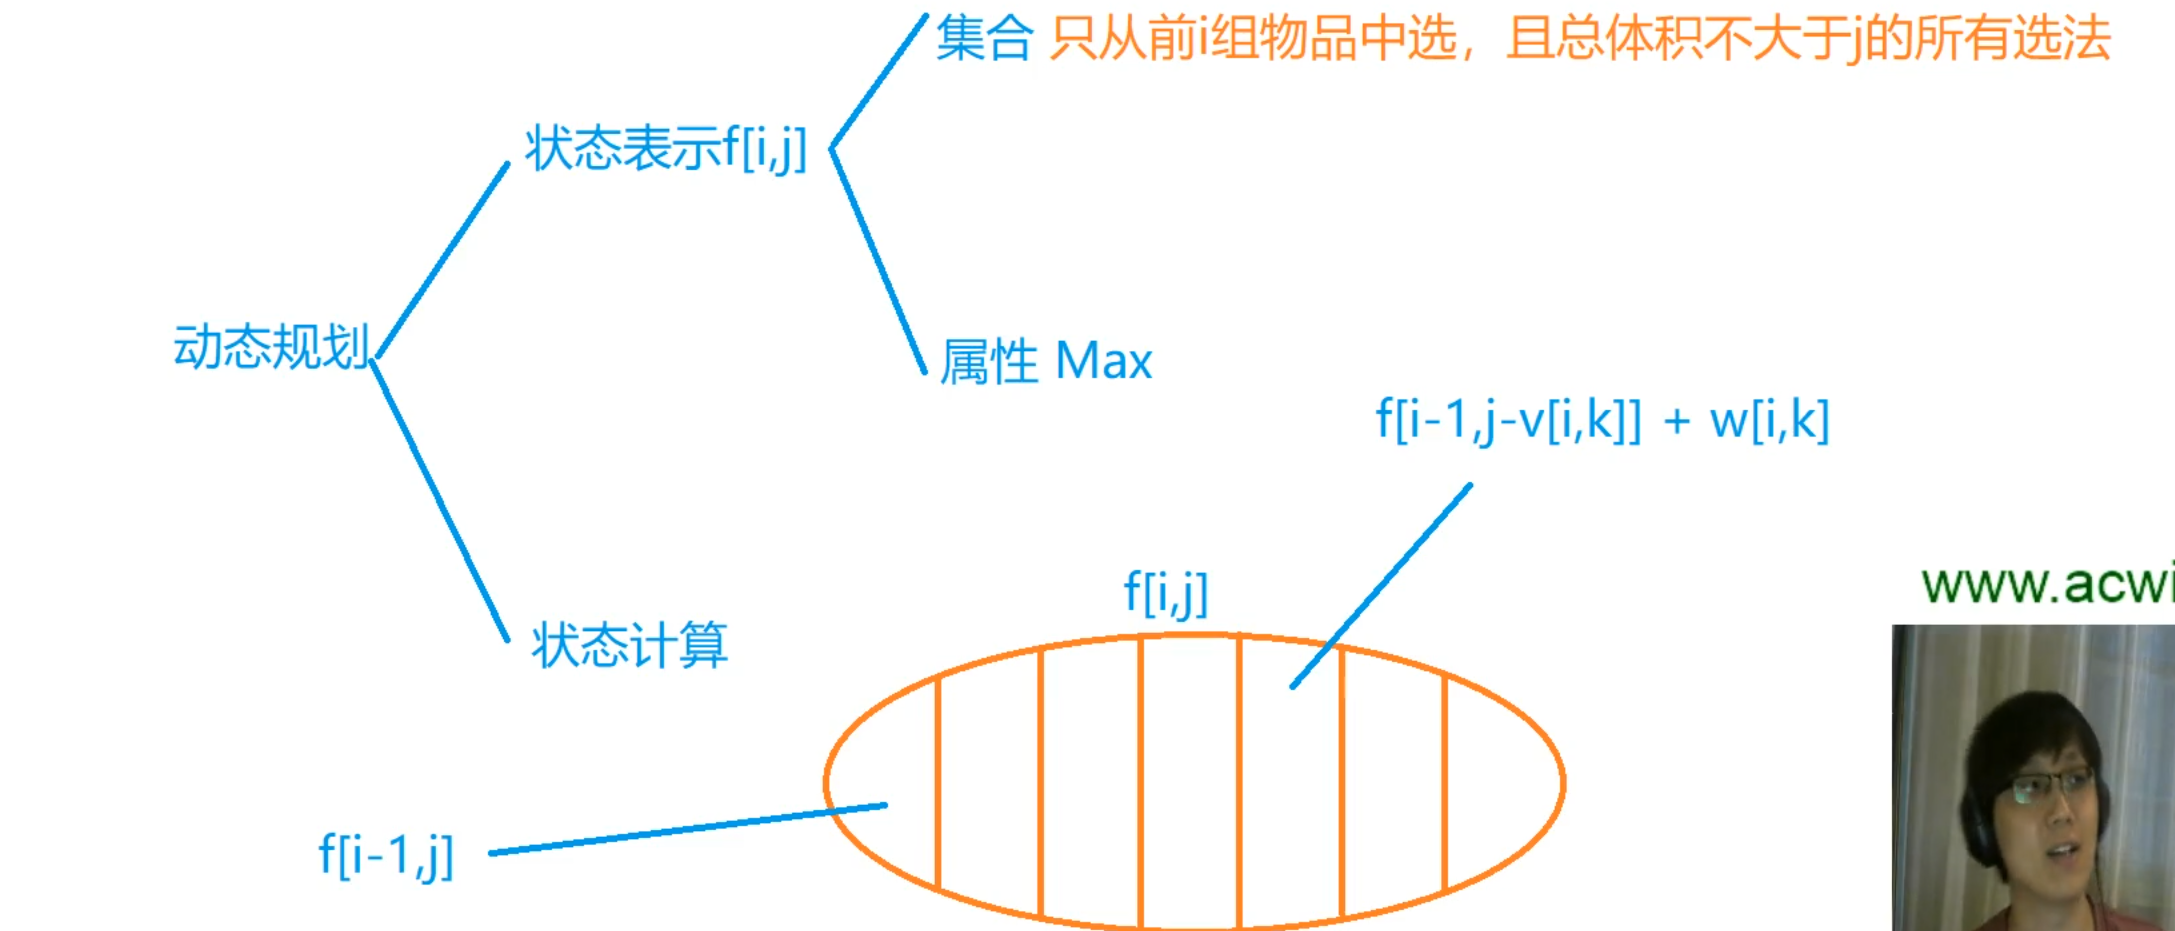 集合 只从前i组物品中选，且总体积不大于j的所有选法
状态表示f[i,j]
动态规划
属性 Max
f[i-1,j-v[i,k]] + w[i,k]
f[i,j]
www.acwi
状态计算
f[i-1,j]